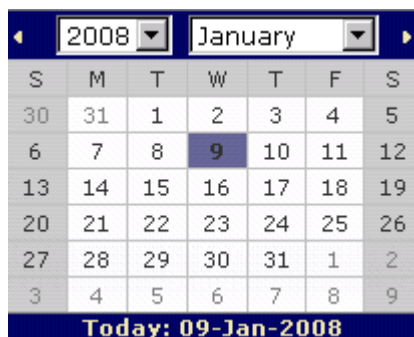 2008 January
S M T W T F S
30 31 1 2 3 4 5
6 7 8 9 10 11 12
13 14 15 16 17 18 19
20 21 22 23 24 25 26
27 28 29 30 31 1 2
3 4 5 6 7 8 9
Today: 09-Jan-2008